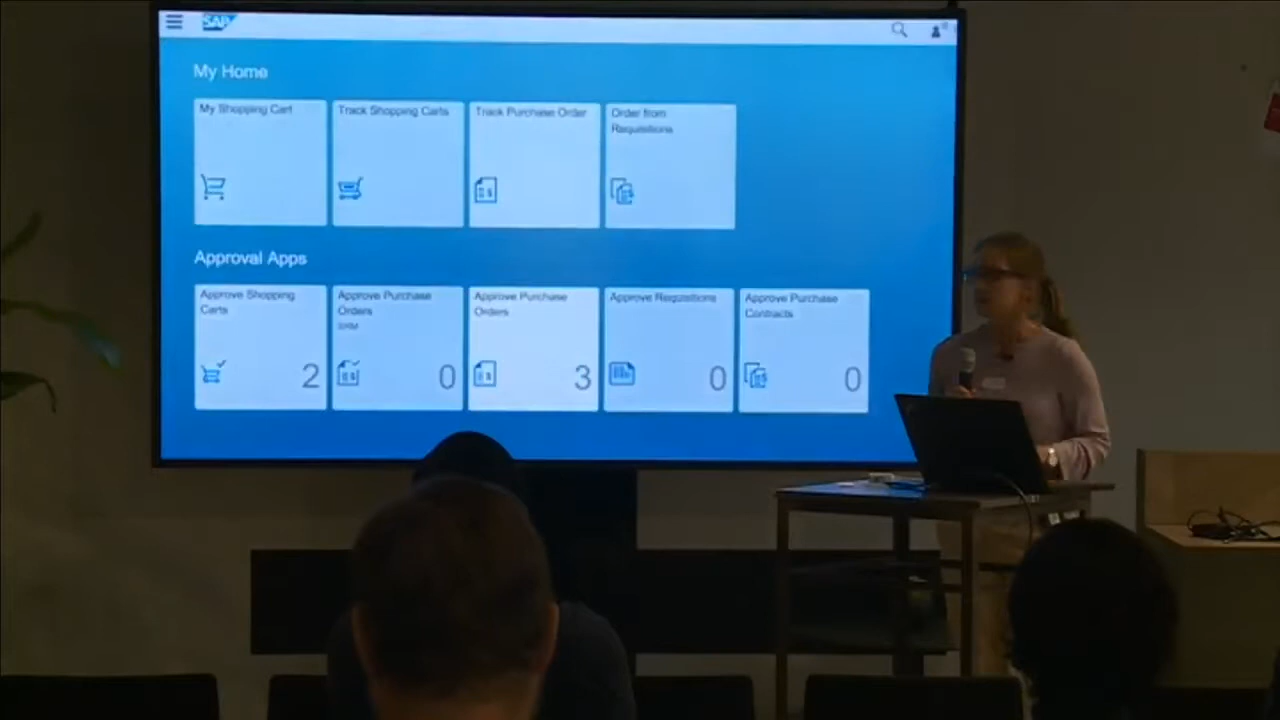 SAP
My Home
My Shopping Cart
Track Shopping Carts
Track Purchase Order
Order from
Requisitions
Approval Apps
Approve Shopping
Carts
2
Approve Purchase
Orders
SRM
0
Approve Purchase
Orders
3
Approve Requisitions
0
Approve Purchase
Contracts
0